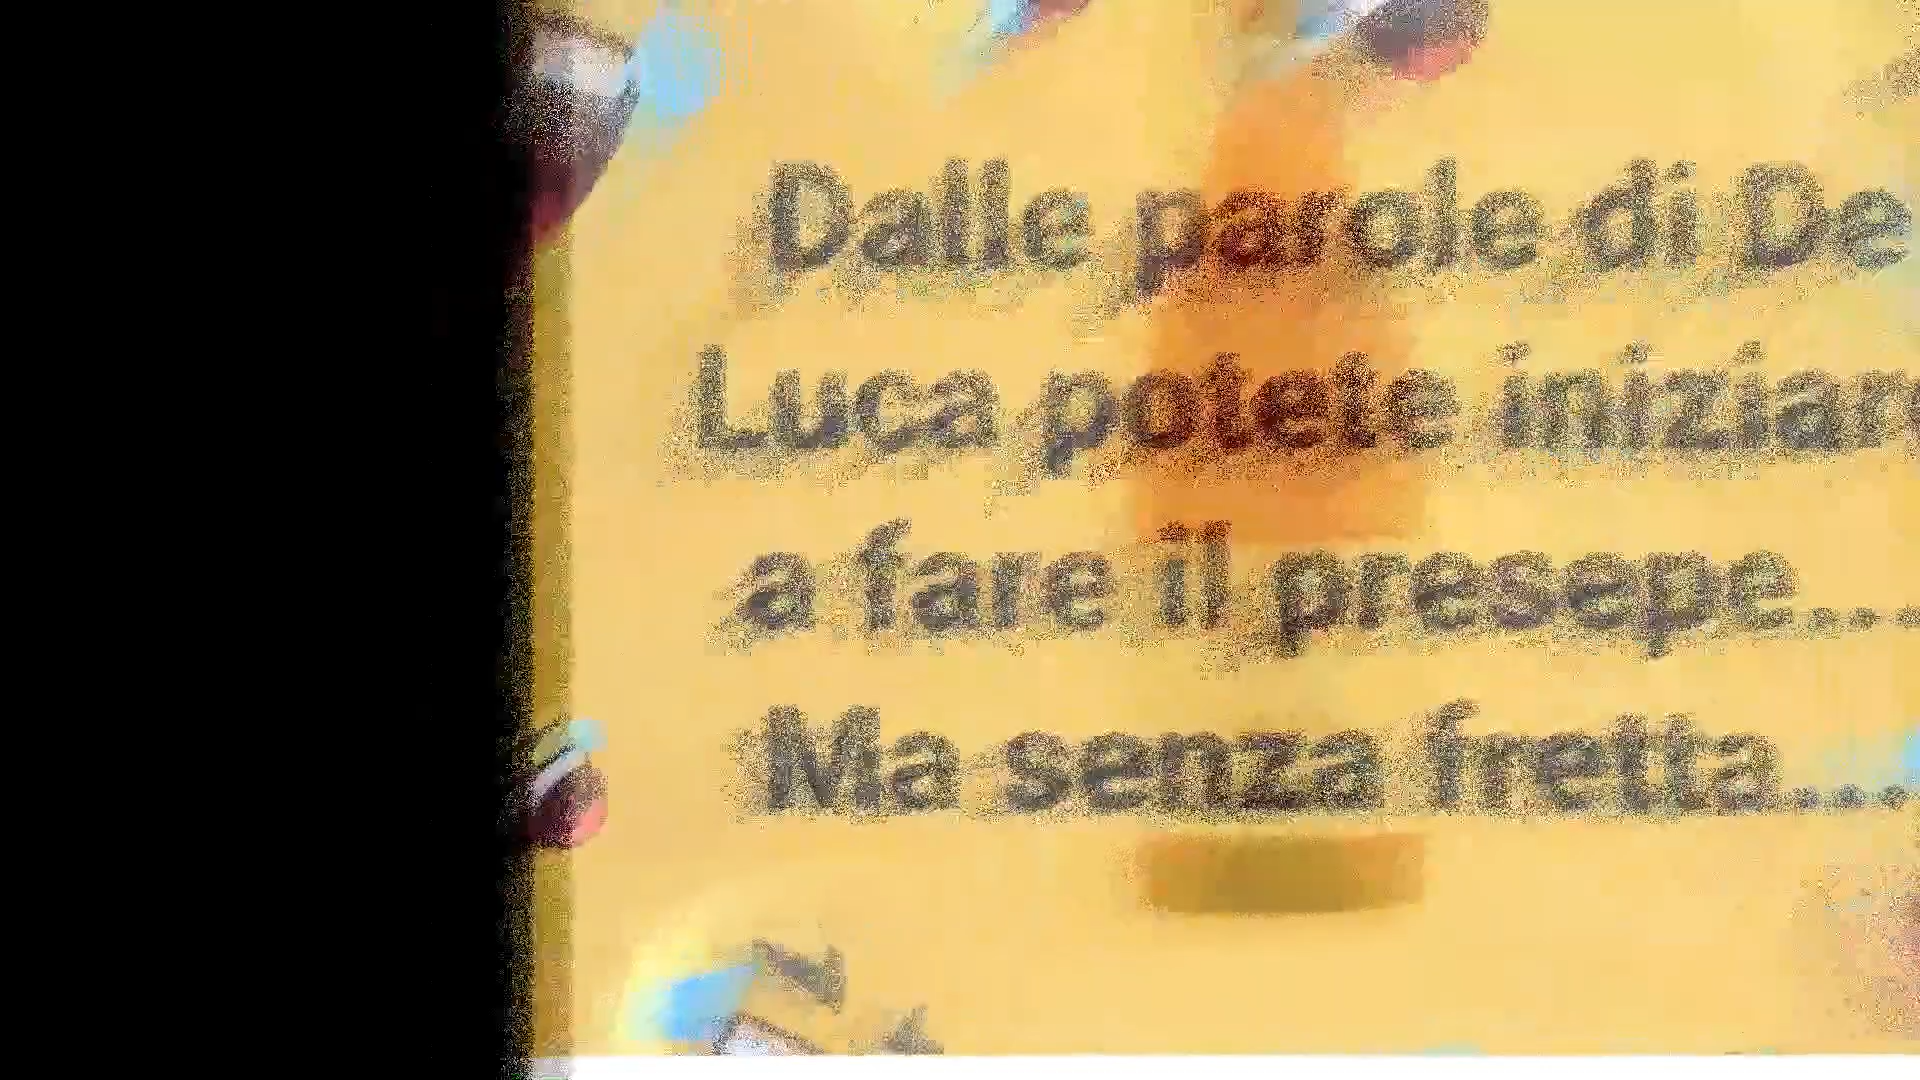 Dalle parole di De
Luca potete iniziar
a fare il presepe....
Ma senza fretta....